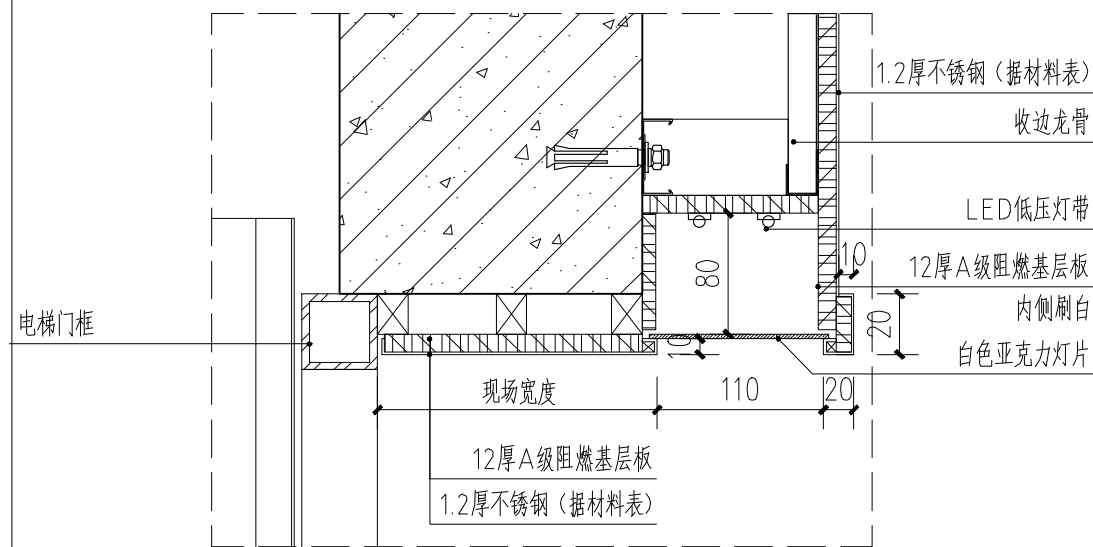 1.2厚不锈钢（据材料表）
收边龙骨
LED低压灯带
10
12厚A级阻燃基层板
80
内侧刷白
20
电梯门框
10
白色亚克力灯片
现场宽度
110
20
12厚A级阻燃基层板
1.2厚不锈钢（据材料表）